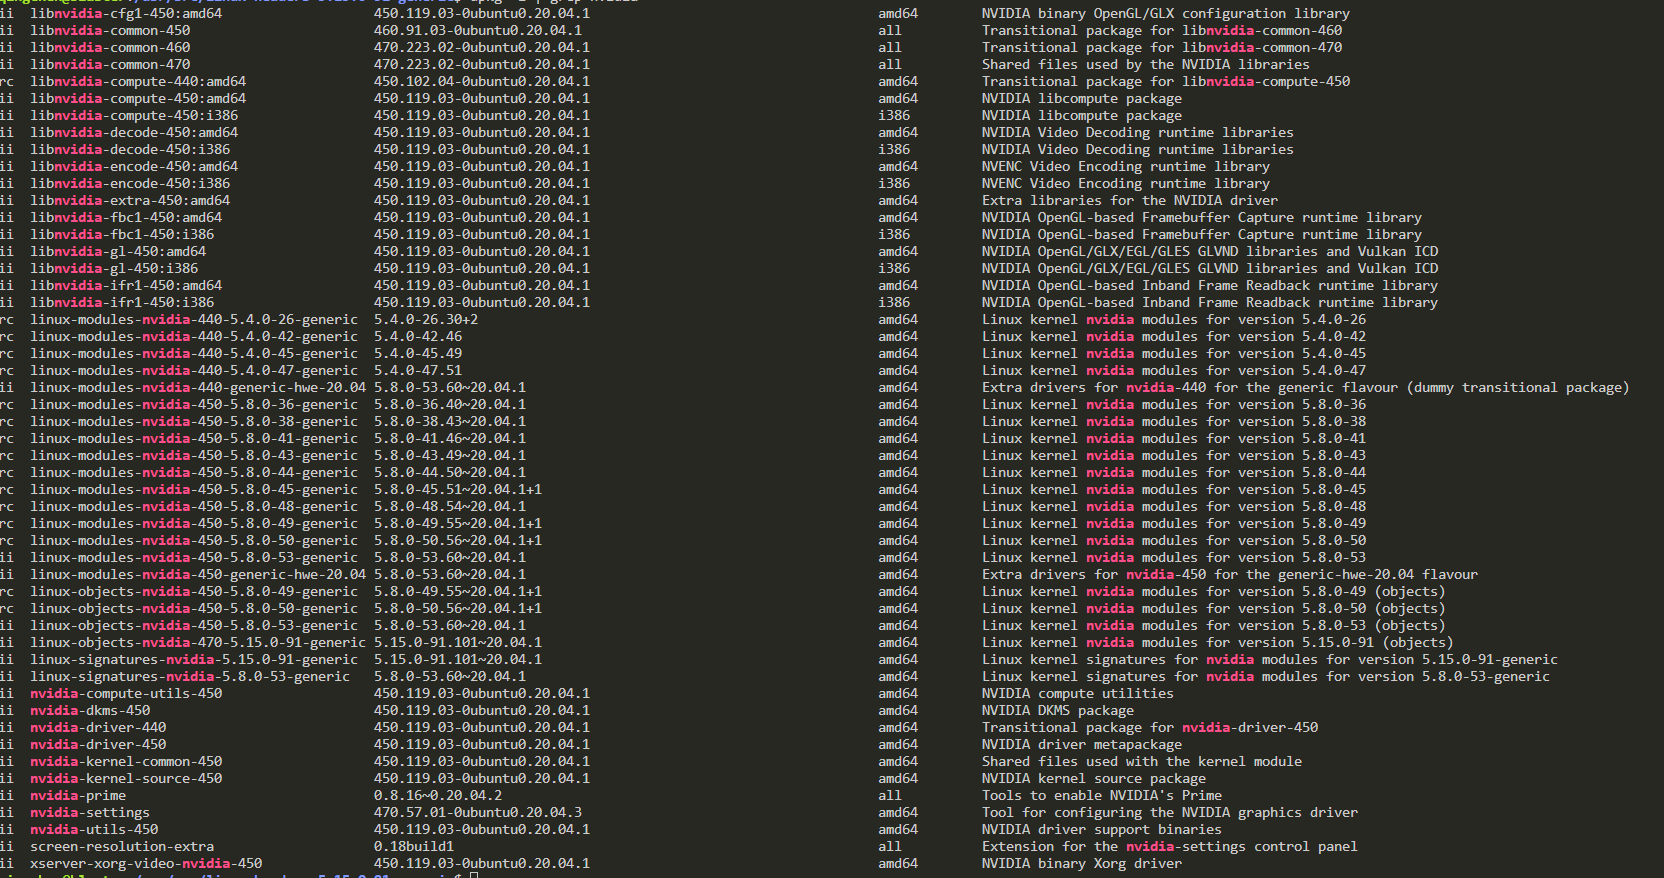 ii libnvidia-cfg1-450:amd64 450.119.03-0ubuntu0.20.04.1 amd64 NVIDIA binary OpenGL/GLX configuration library
ii libnvidia-common-450 460.91.03-0ubuntu0.20.04.1 all Transitional package for libnvidia-common-460
ii libnvidia-common-460 470.223.02-0ubuntu0.20.04.1 all Transitional package for libnvidia-common-470
ii libnvidia-common-470 470.223.02-0ubuntu0.20.04.1 all Shared files used by the NVIDIA libraries
rc libnvidia-compute-440:amd64 450.102.04-0ubuntu0.20.04.1 amd64 Transitional package for libnvidia-compute-450
ii libnvidia-compute-450:amd64 450.119.03-0ubuntu0.20.04.1 amd64 NVIDIA libcompute package
ii libnvidia-compute-450:i386 450.119.03-0ubuntu0.20.04.1 i386 NVIDIA libcompute package
ii libnvidia-decode-450:amd64 450.119.03-0ubuntu0.20.04.1 amd64 NVIDIA Video Decoding runtime libraries
ii libnvidia-decode-450:i386 450.119.03-0ubuntu0.20.04.1 i386 NVIDIA Video Decoding runtime libraries
ii libnvidia-encode-450:amd64 450.119.03-0ubuntu0.20.04.1 amd64 NVENC Video Encoding runtime library
ii libnvidia-encode-450:i386 450.119.03-0ubuntu0.20.04.1 i386 NVENC Video Encoding runtime library
ii libnvidia-extra-450:amd64 450.119.03-0ubuntu0.20.04.1 amd64 Extra libraries for the NVIDIA driver
ii libnvidia-fbc1-450:amd64 450.119.03-0ubuntu0.20.04.1 amd64 NVIDIA OpenGL-based Framebuffer Capture runtime library
ii libnvidia-fbc1-450:i386 450.119.03-0ubuntu0.20.04.1 i386 NVIDIA OpenGL-based Framebuffer Capture runtime library
ii libnvidia-gl-450:amd64 450.119.03-0ubuntu0.20.04.1 amd64 NVIDIA OpenGL/GLX/EGL/GLES GLVND libraries and Vulkan ICD
ii libnvidia-gl-450:i386 450.119.03-0ubuntu0.20.04.1 i386 NVIDIA OpenGL/GLX/EGL/GLES GLVND libraries and Vulkan ICD
ii libnvidia-ifr1-450:amd64 450.119.03-0ubuntu0.20.04.1 amd64 NVIDIA OpenGL-based Inband Frame Readback runtime library
ii libnvidia-ifr1-450:i386 450.119.03-0ubuntu0.20.04.1 i386 NVIDIA OpenGL-based Inband Frame Readback runtime library
rc linux-modules-nvidia-440-5.4.0-26-generic 5.4.0-26.30+2 amd64 Linux kernel nvidia modules for version 5.4.0-26
rc linux-modules-nvidia-440-5.4.0-42-generic 5.4.0-42.46 amd64 Linux kernel nvidia modules for version 5.4.0-42
rc linux-modules-nvidia-440-5.4.0-45-generic 5.4.0-45.49 amd64 Linux kernel nvidia modules for version 5.4.0-45
rc linux-modules-nvidia-440-5.4.0-47-generic 5.4.0-47.51 amd64 Linux kernel nvidia modules for version 5.4.0-47
ii linux-modules-nvidia-440-generic-hwe-20.04 5.8.0-53.60~20.04.1 amd64 Extra drivers for nvidia-440 for the generic flavour (dummy transitional package)
rc linux-modules-nvidia-450-5.8.0-36-generic 5.8.0-36.40~20.04.1 amd64 Linux kernel nvidia modules for version 5.8.0-36
rc linux-modules-nvidia-450-5.8.0-38-generic 5.8.0-38.43~20.04.1 amd64 Linux kernel nvidia modules for version 5.8.0-38
rc linux-modules-nvidia-450-5.8.0-41-generic 5.8.0-41.46~20.04.1 amd64 Linux kernel nvidia modules for version 5.8.0-41
rc linux-modules-nvidia-450-5.8.0-43-generic 5.8.0-43.49~20.04.1 amd64 Linux kernel nvidia modules for version 5.8.0-43
rc linux-modules-nvidia-450-5.8.0-44-generic 5.8.0-44.50~20.04.1 amd64 Linux kernel nvidia modules for version 5.8.0-44
rc linux-modules-nvidia-450-5.8.0-45-generic 5.8.0-45.51~20.04.1+1 amd64 Linux kernel nvidia modules for version 5.8.0-45
rc linux-modules-nvidia-450-5.8.0-48-generic 5.8.0-48.54~20.04.1 amd64 Linux kernel nvidia modules for version 5.8.0-48
rc linux-modules-nvidia-450-5.8.0-49-generic 5.8.0-49.55~20.04.1+1 amd64 Linux kernel nvidia modules for version 5.8.0-49
rc linux-modules-nvidia-450-5.8.0-50-generic 5.8.0-50.56~20.04.1+1 amd64 Linux kernel nvidia modules for version 5.8.0-50
ii linux-modules-nvidia-450-5.8.0-53-generic 5.8.0-53.60~20.04.1 amd64 Linux kernel nvidia modules for version 5.8.0-53
ii linux-modules-nvidia-450-generic-hwe-20.04 5.8.0-53.60~20.04.1 amd64 Extra drivers for nvidia-450 for the generic-hwe-20.04 flavour
rc linux-objects-nvidia-450-5.8.0-49-generic 5.8.0-49.55~20.04.1+1 amd64 Linux kernel nvidia modules for version 5.8.0-49 (objects)
rc linux-objects-nvidia-450-5.8.0-50-generic 5.8.0-50.56~20.04.1+1 amd64 Linux kernel nvidia modules for version 5.8.0-50 (objects)
ii linux-objects-nvidia-450-5.8.0-53-generic 5.8.0-53.60~20.04.1 amd64 Linux kernel nvidia modules for version 5.8.0-53 (objects)
ii linux-objects-nvidia-470-5.15.0-91-generic 5.15.0-91.101~20.04.1 amd64 Linux kernel nvidia modules for version 5.15.0-91 (objects)
ii linux-signatures-nvidia-5.15.0-91-generic 5.15.0-91.101~20.04.1 amd64 Linux kernel signatures for nvidia modules for version 5.15.0-91-generic
ii linux-signatures-nvidia-5.8.0-53-generic 5.8.0-53.60~20.04.1 amd64 Linux kernel signatures for nvidia modules for version 5.8.0-53-generic
ii nvidia-compute-utils-450 450.119.03-0ubuntu0.20.04.1 amd64 NVIDIA compute utilities
ii nvidia-dkms-450 450.119.03-0ubuntu0.20.04.1 amd64 NVIDIA DKMS package
ii nvidia-driver-440 450.119.03-0ubuntu0.20.04.1 amd64 Transitional package for nvidia-driver-450
ii nvidia-driver-450 450.119.03-0ubuntu0.20.04.1 amd64 NVIDIA driver metapackage
ii nvidia-kernel-common-450 450.119.03-0ubuntu0.20.04.1 amd64 Shared files used with the kernel module
ii nvidia-kernel-source-450 450.119.03-0ubuntu0.20.04.1 amd64 NVIDIA kernel source package
ii nvidia-prime 0.8.16~0.20.04.2 all Tools to enable NVIDIA's Prime
ii nvidia-settings 470.57.01-0ubuntu0.20.04.3 amd64 Tool for configuring the NVIDIA graphics driver
ii nvidia-utils-450 450.119.03-0ubuntu0.20.04.1 amd64 NVIDIA driver support binaries
ii screen-resolution-extra 0.18build1 all Extension for the nvidia-settings control panel
ii xserver-xorg-video-nvidia-450 450.119.03-0ubuntu0.20.04.1 amd64 NVIDIA binary Xorg driver